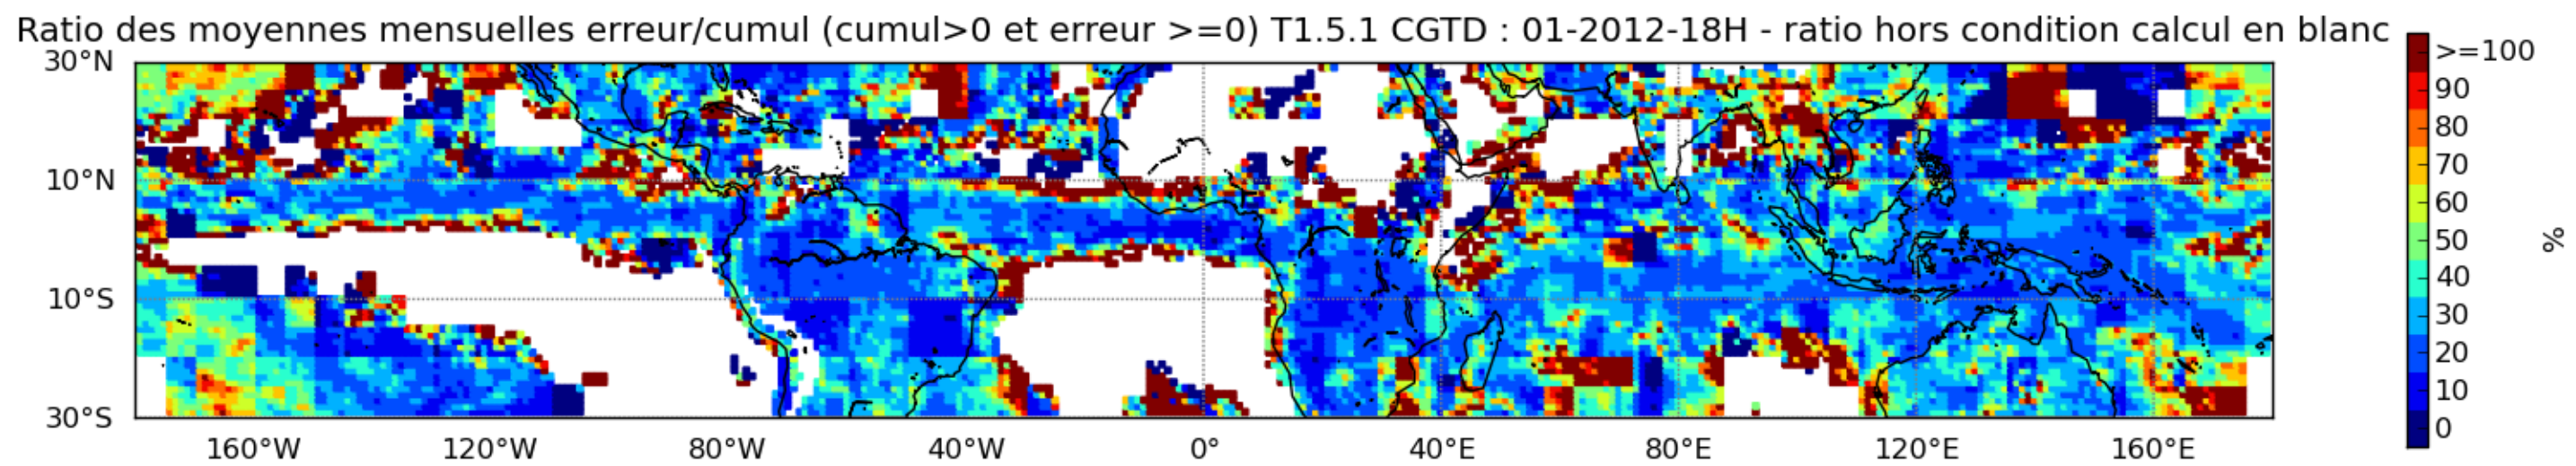 Ratio des moyennes mensuelles erreur/cumul (cumul>0 et erreur >=0) T1.5.1 CGTD : 01-2012-18H - ratio hors condition calcul en blanc
30°N
10°N
10°S
30°S
160°W 120°W 80°W 40°W 0° 40°E 80°E 120°E 160°E
>=100
90
80
70
60
50
40
30
20
10
0
%